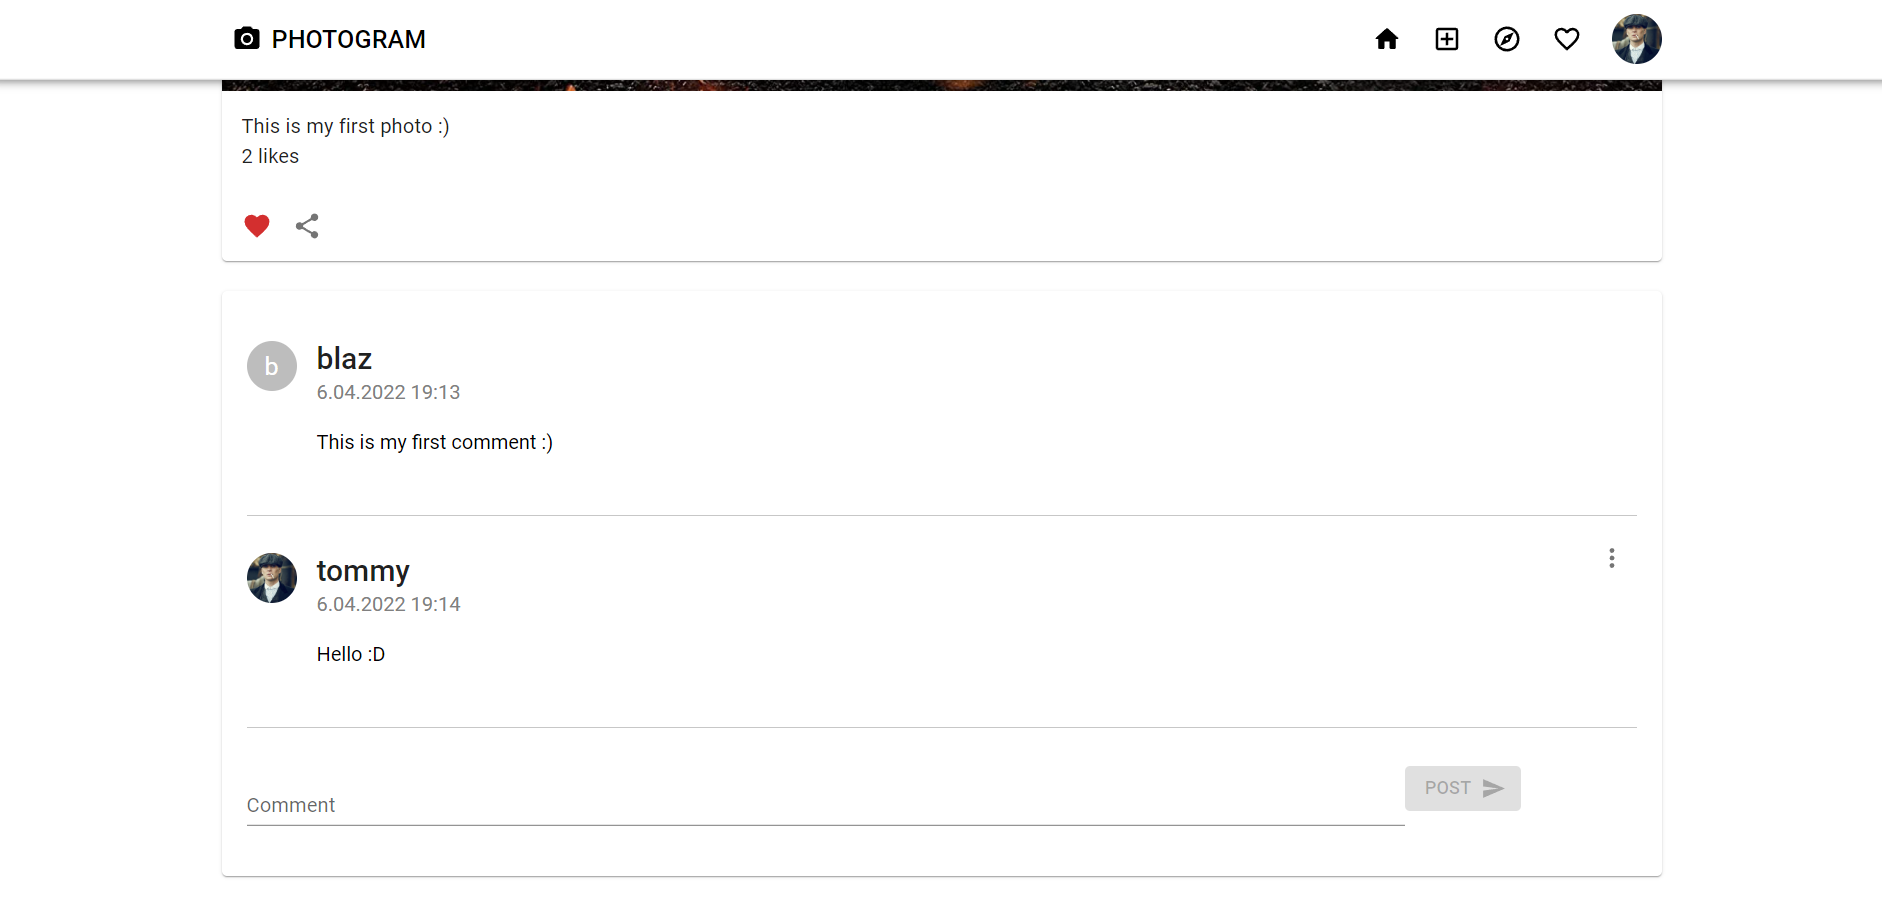 PHOTOGRAM
This is my first photo :)
2 likes
b
blaz
6.04.2022 19:13
This is my first comment :)
tommy
6.04.2022 19:14
Hello :D
POST
Comment